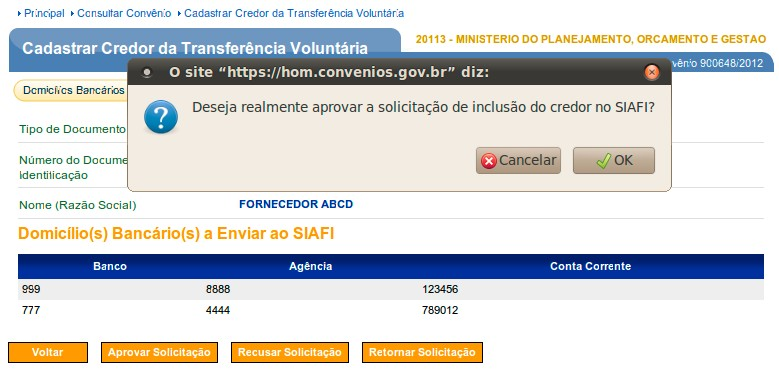 Principal Consultar Convênio Cadastrar Credor da Transferência Voluntária
20113 - MINISTERIO DO PLANEJAMENTO, ORCAMENTO E GESTAO
Cadastrar Credor da Transferência Voluntária
900648/2012
O site “https://hom.convenios.gov.br” diz:
Deseja realmente aprovar a solicitação de inclusão do credor no SIAFI?
Cancelar OK
Domicílios Bancários
Tipo de Documento
Número do Docume
Identificação
Nome (Razão Social) FORNECEDOR ABCD
Domicílio(s) Bancário(s) a Enviar ao SIAFI
Banco Agência Conta Corrente
999 8888 123456
777 4444 789012
Voltar Aprovar Solicitação Recusar Solicitação Retornar Solicitação